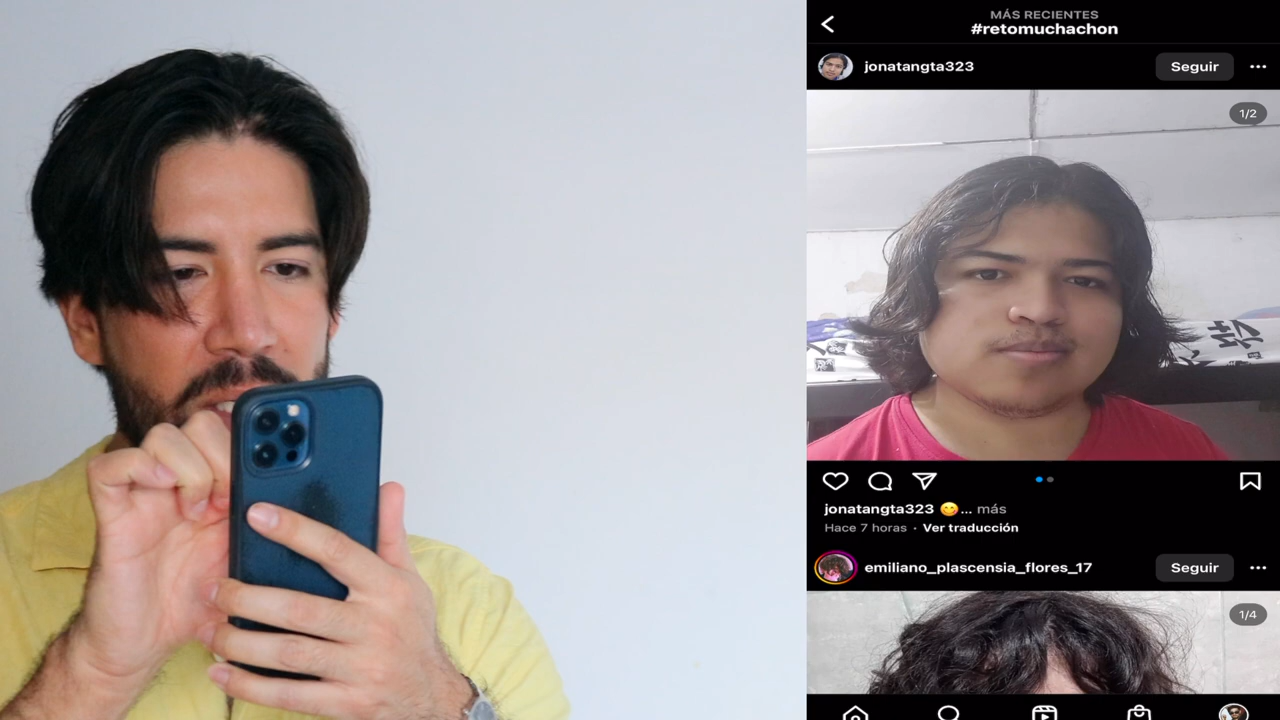 MÁS RECIENTES
#retomuchachon
jonatangta323
Seguir
1/2
jonatangta323 😋... más
Hace 7 horas · Ver traducción
emiliano_plascensia_flores_17
Seguir
1/4